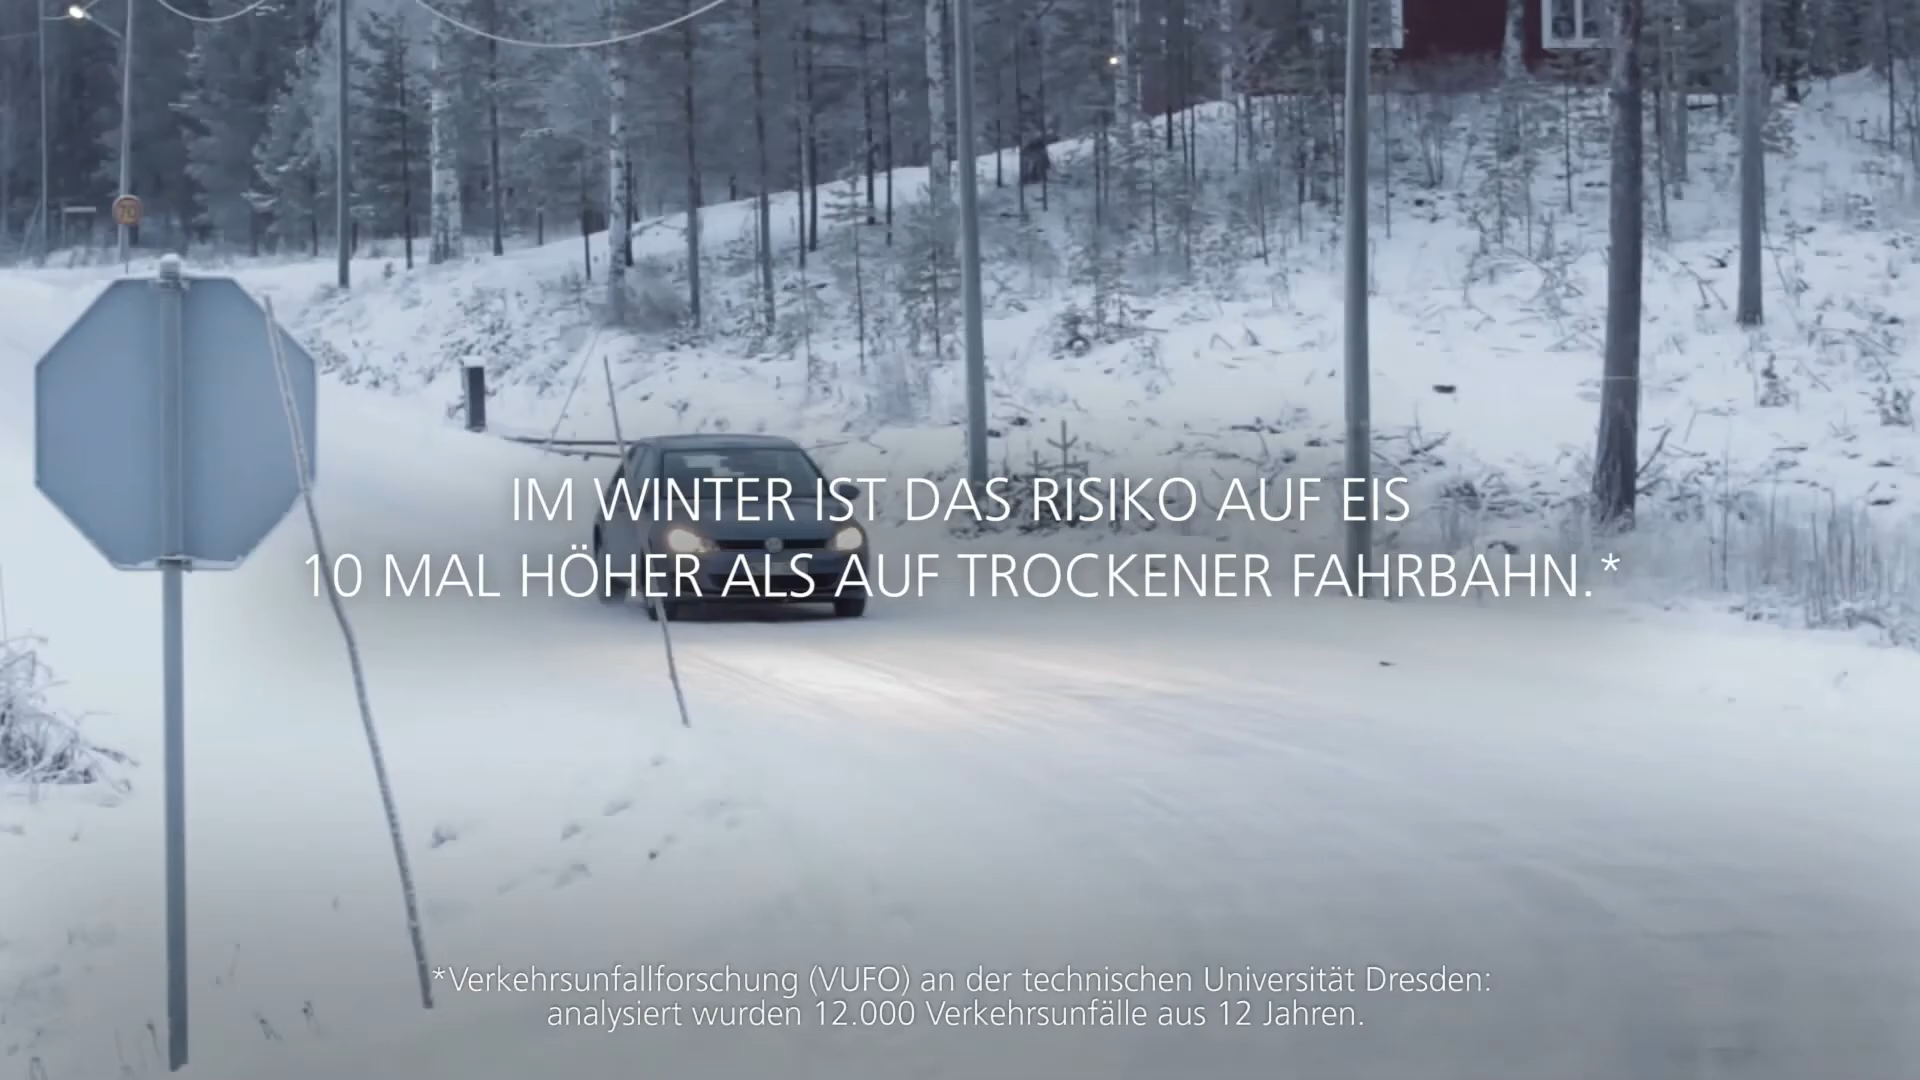 70
IM WINTER IST DAS RISIKO AUF EIS
10 MAL HÖHER ALS AUF TROCKENER FAHRBAHN.*
*Verkehrsunfallforschung (VUFO) an der technischen Universität Dresden:
analysiert wurden 12.000 Verkehrsunfälle aus 12 Jahren.